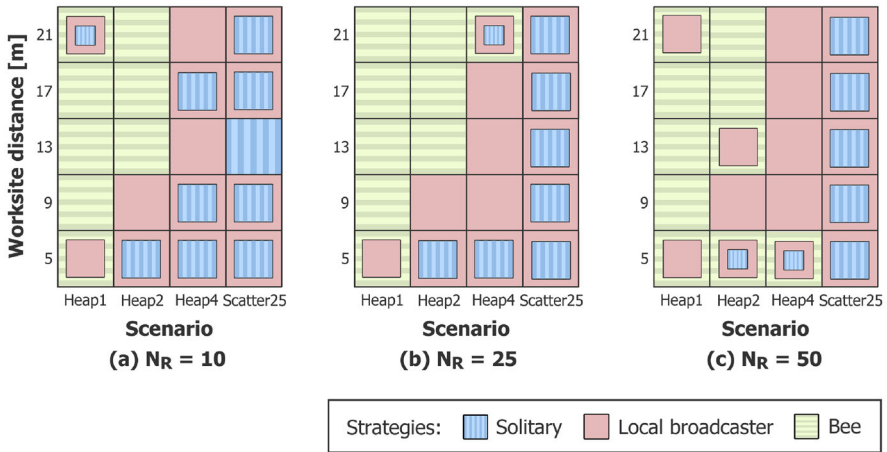 Worksite distance [m]
21
17
13
9
5
Heap1 Heap2 Heap4 Scatter25
Scenario
(a) N_R = 10
21
17
13
9
5
Heap1 Heap2 Heap4 Scatter25
Scenario
(b) N_R = 25
21
17
13
9
5
Heap1 Heap2 Heap4 Scatter25
Scenario
(c) N_R = 50
Strategies: Solitary Local broadcaster Bee